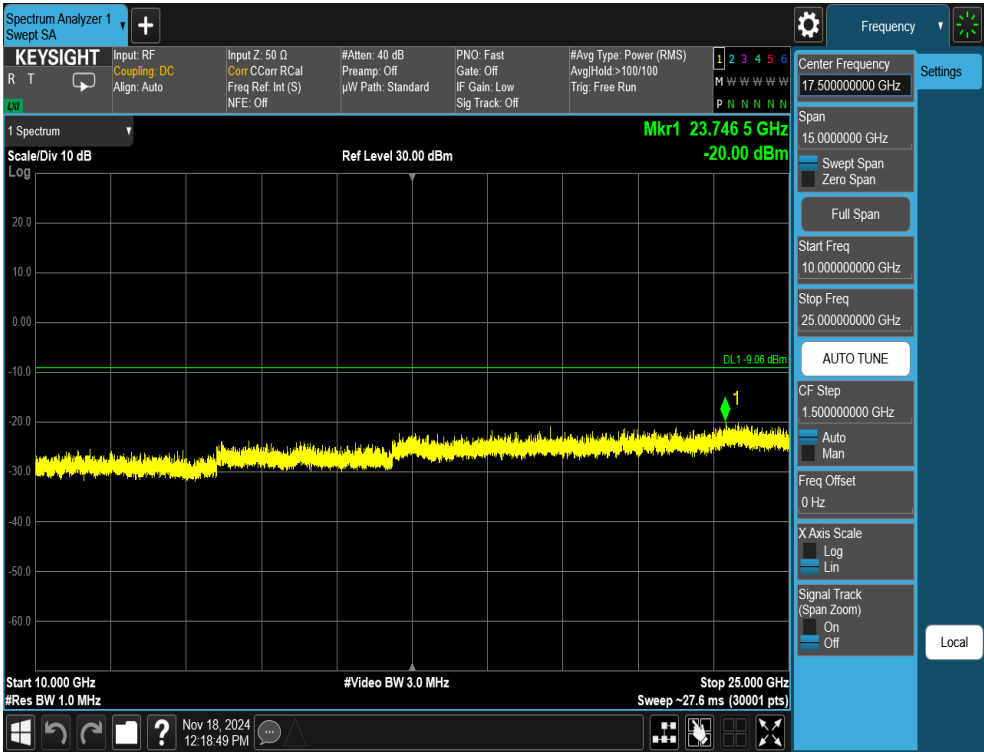 Spectrum Analyzer 1
Swept SA
Frequency
KEYSIGHT
R T
LXI
Input: RF
Coupling: DC
Align: Auto
Input Z: 50 Ω
Corr CCorr RCal
Freq Ref: Int (S)
NFE: Off
#Atten: 40 dB
Preamp: Off
µW Path: Standard
PNO: Fast
Gate: Off
IF Gain: Low
Sig Track: Off
#Avg Type: Power (RMS)
Avg|Hold:>100/100
Trig: Free Run
1 2 3 4 5 6
M W W W W W
P N N N N N
1 Spectrum
Scale/Div 10 dB
Log
Ref Level 30.00 dBm
Mkr1 23.746 5 GHz
-20.00 dBm
20.0
10.0
0.00
DL1 -9.06 dBm
-10.0
1
-20.0
-30.0
-40.0
-50.0
-60.0
Start 10.000 GHz
#Res BW 1.0 MHz
#Video BW 3.0 MHz
Stop 25.000 GHz
Sweep ~27.6 ms (30001 pts)
Center Frequency
17.500000000 GHz
Settings
Span
15.0000000 GHz
Swept Span
Zero Span
Full Span
Start Freq
10.000000000 GHz
Stop Freq
25.000000000 GHz
AUTO TUNE
CF Step
1.500000000 GHz
Auto
Man
Freq Offset
0 Hz
X Axis Scale
Log
Lin
Signal Track
(Span Zoom)
On
Off
Local
?
Nov 18, 2024
12:18:49 PM